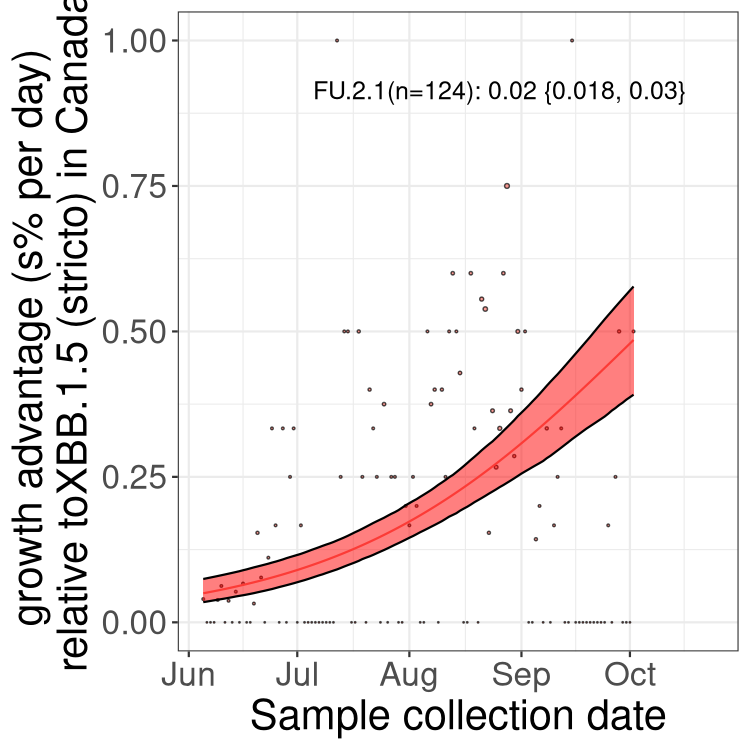 growth advantage (s% per day)
relative toXBB.1.5 (stricto) in Canada
1.00
0.75
0.50
0.25
0.00
FU.2.1(n=124): 0.02 {0.018, 0.03}
Jun Jul Aug Sep Oct
Sample collection date